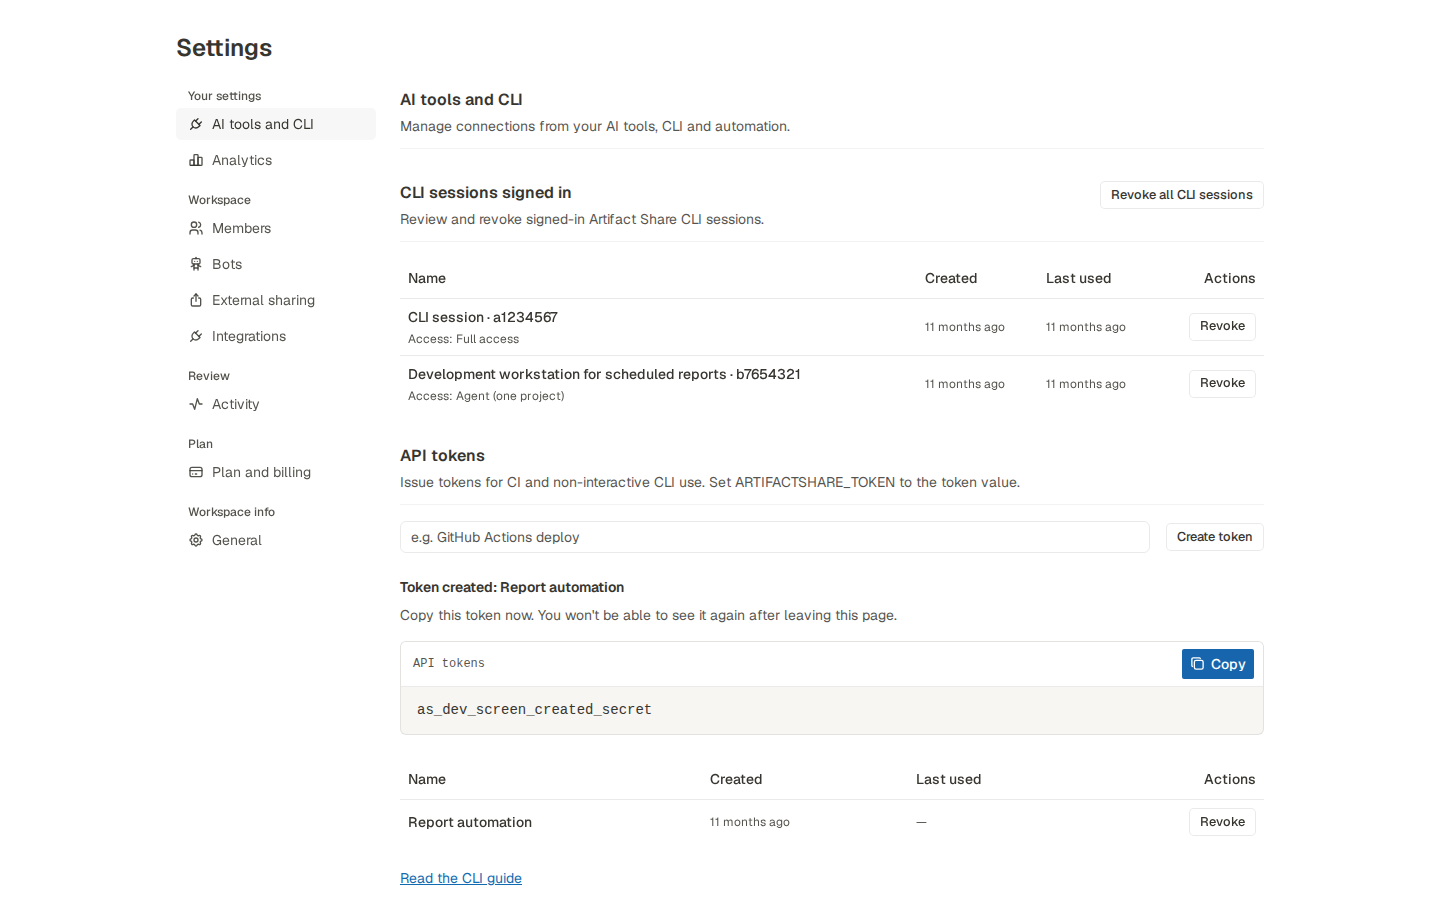 Settings
Your settings
AI tools and CLI
Analytics
Workspace
Members
Bots
External sharing
Integrations
Review
Activity
Plan
Plan and billing
Workspace info
General
AI tools and CLI
Manage connections from your AI tools, CLI and automation.
CLI sessions signed in
Revoke all CLI sessions
Review and revoke signed-in Artifact Share CLI sessions.
Name Created Last used Actions
CLI session · a1234567
Access: Full access
11 months ago 11 months ago Revoke
Development workstation for scheduled reports · b7654321
Access: Agent (one project)
11 months ago 11 months ago Revoke
API tokens
Issue tokens for CI and non-interactive CLI use. Set ARTIFACTSHARE_TOKEN to the token value.
e.g. GitHub Actions deploy Create token
Token created: Report automation
Copy this token now. You won't be able to see it again after leaving this page.
API tokens Copy
as_dev_screen_created_secret
Name Created Last used Actions
Report automation 11 months ago — Revoke
Read the CLI guide